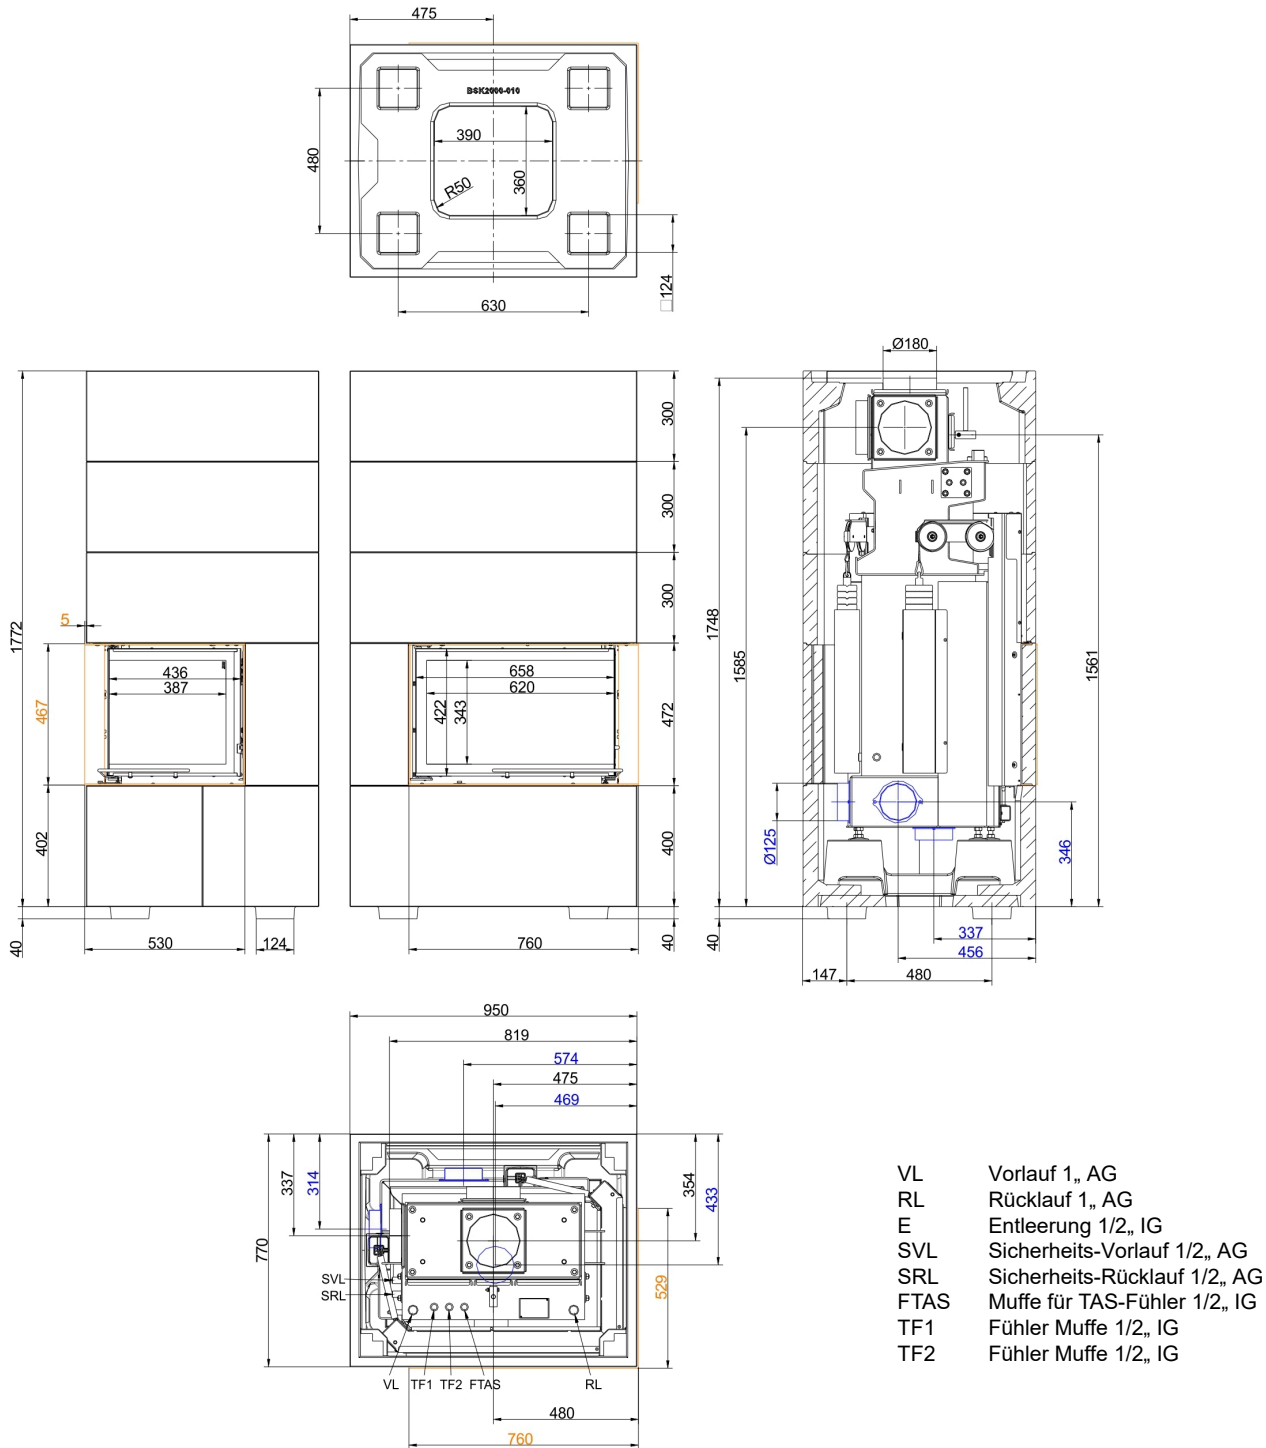 475
BSK2000-010
480
390
360
R50
□124
630
Ø180
1772
300
300
300
472
400
40
5
467
402
40
436
387
658
620
422
343
530
124
760
1748
1585
1561
Ø125
346
40
337
456
147
480
950
819
574
475
469
337
314
770
354
433
529
SVL
SRL
VL
TF1
TF2
FTAS
RL
480
760
VL Vorlauf 1„ AG
RL Rücklauf 1„ AG
E Entleerung 1/2„ IG
SVL Sicherheits-Vorlauf 1/2„ AG
SRL Sicherheits-Rücklauf 1/2„ AG
FTAS Muffe für TAS-Fühler 1/2„ IG
TF1 Fühler Muffe 1/2„ IG
TF2 Fühler Muffe 1/2„ IG